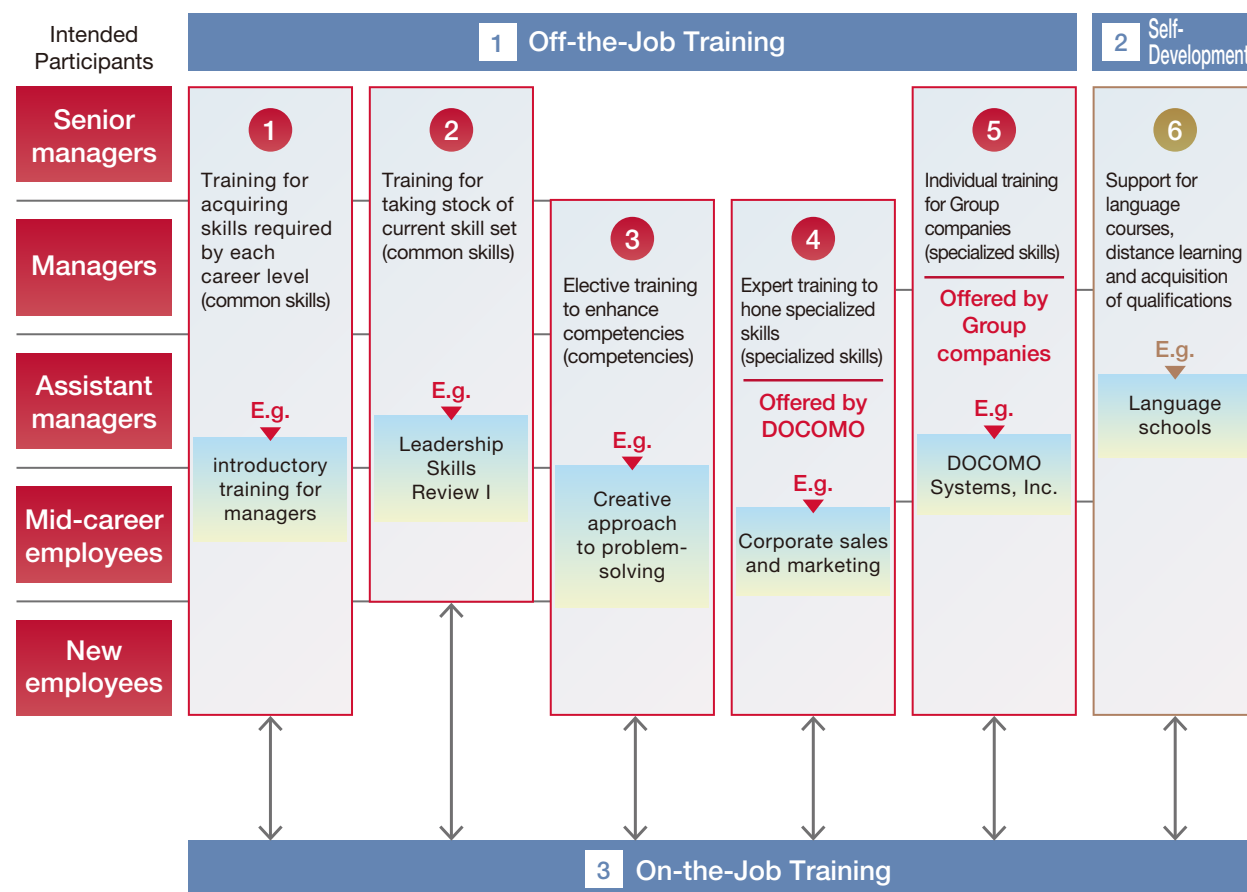 Intended
Participants
1 Off-the-Job Training
2 Self-
Development
Senior
managers
Managers
Assistant
managers
Mid-career
employees
New
employees
1
Training for
acquiring
skills required
by each
career level
(common skills)
E.g.
introductory
training for
managers
2
Training for
taking stock of
current skill set
(common skills)
E.g.
Leadership
Skills
Review I
3
Elective training
to enhance
competencies
(competencies)
E.g.
Creative
approach
to problem-
solving
4
Expert training to
hone specialized
skills
(specialized skills)
Offered by
DOCOMO
E.g.
Corporate sales
and marketing
5
Individual training
for Group
companies
(specialized skills)
Offered by
Group
companies
E.g.
DOCOMO
Systems, Inc.
6
Support for
language
courses,
distance learning
and acquisition
of qualifications
E.g.
Language
schools
3 On-the-Job Training